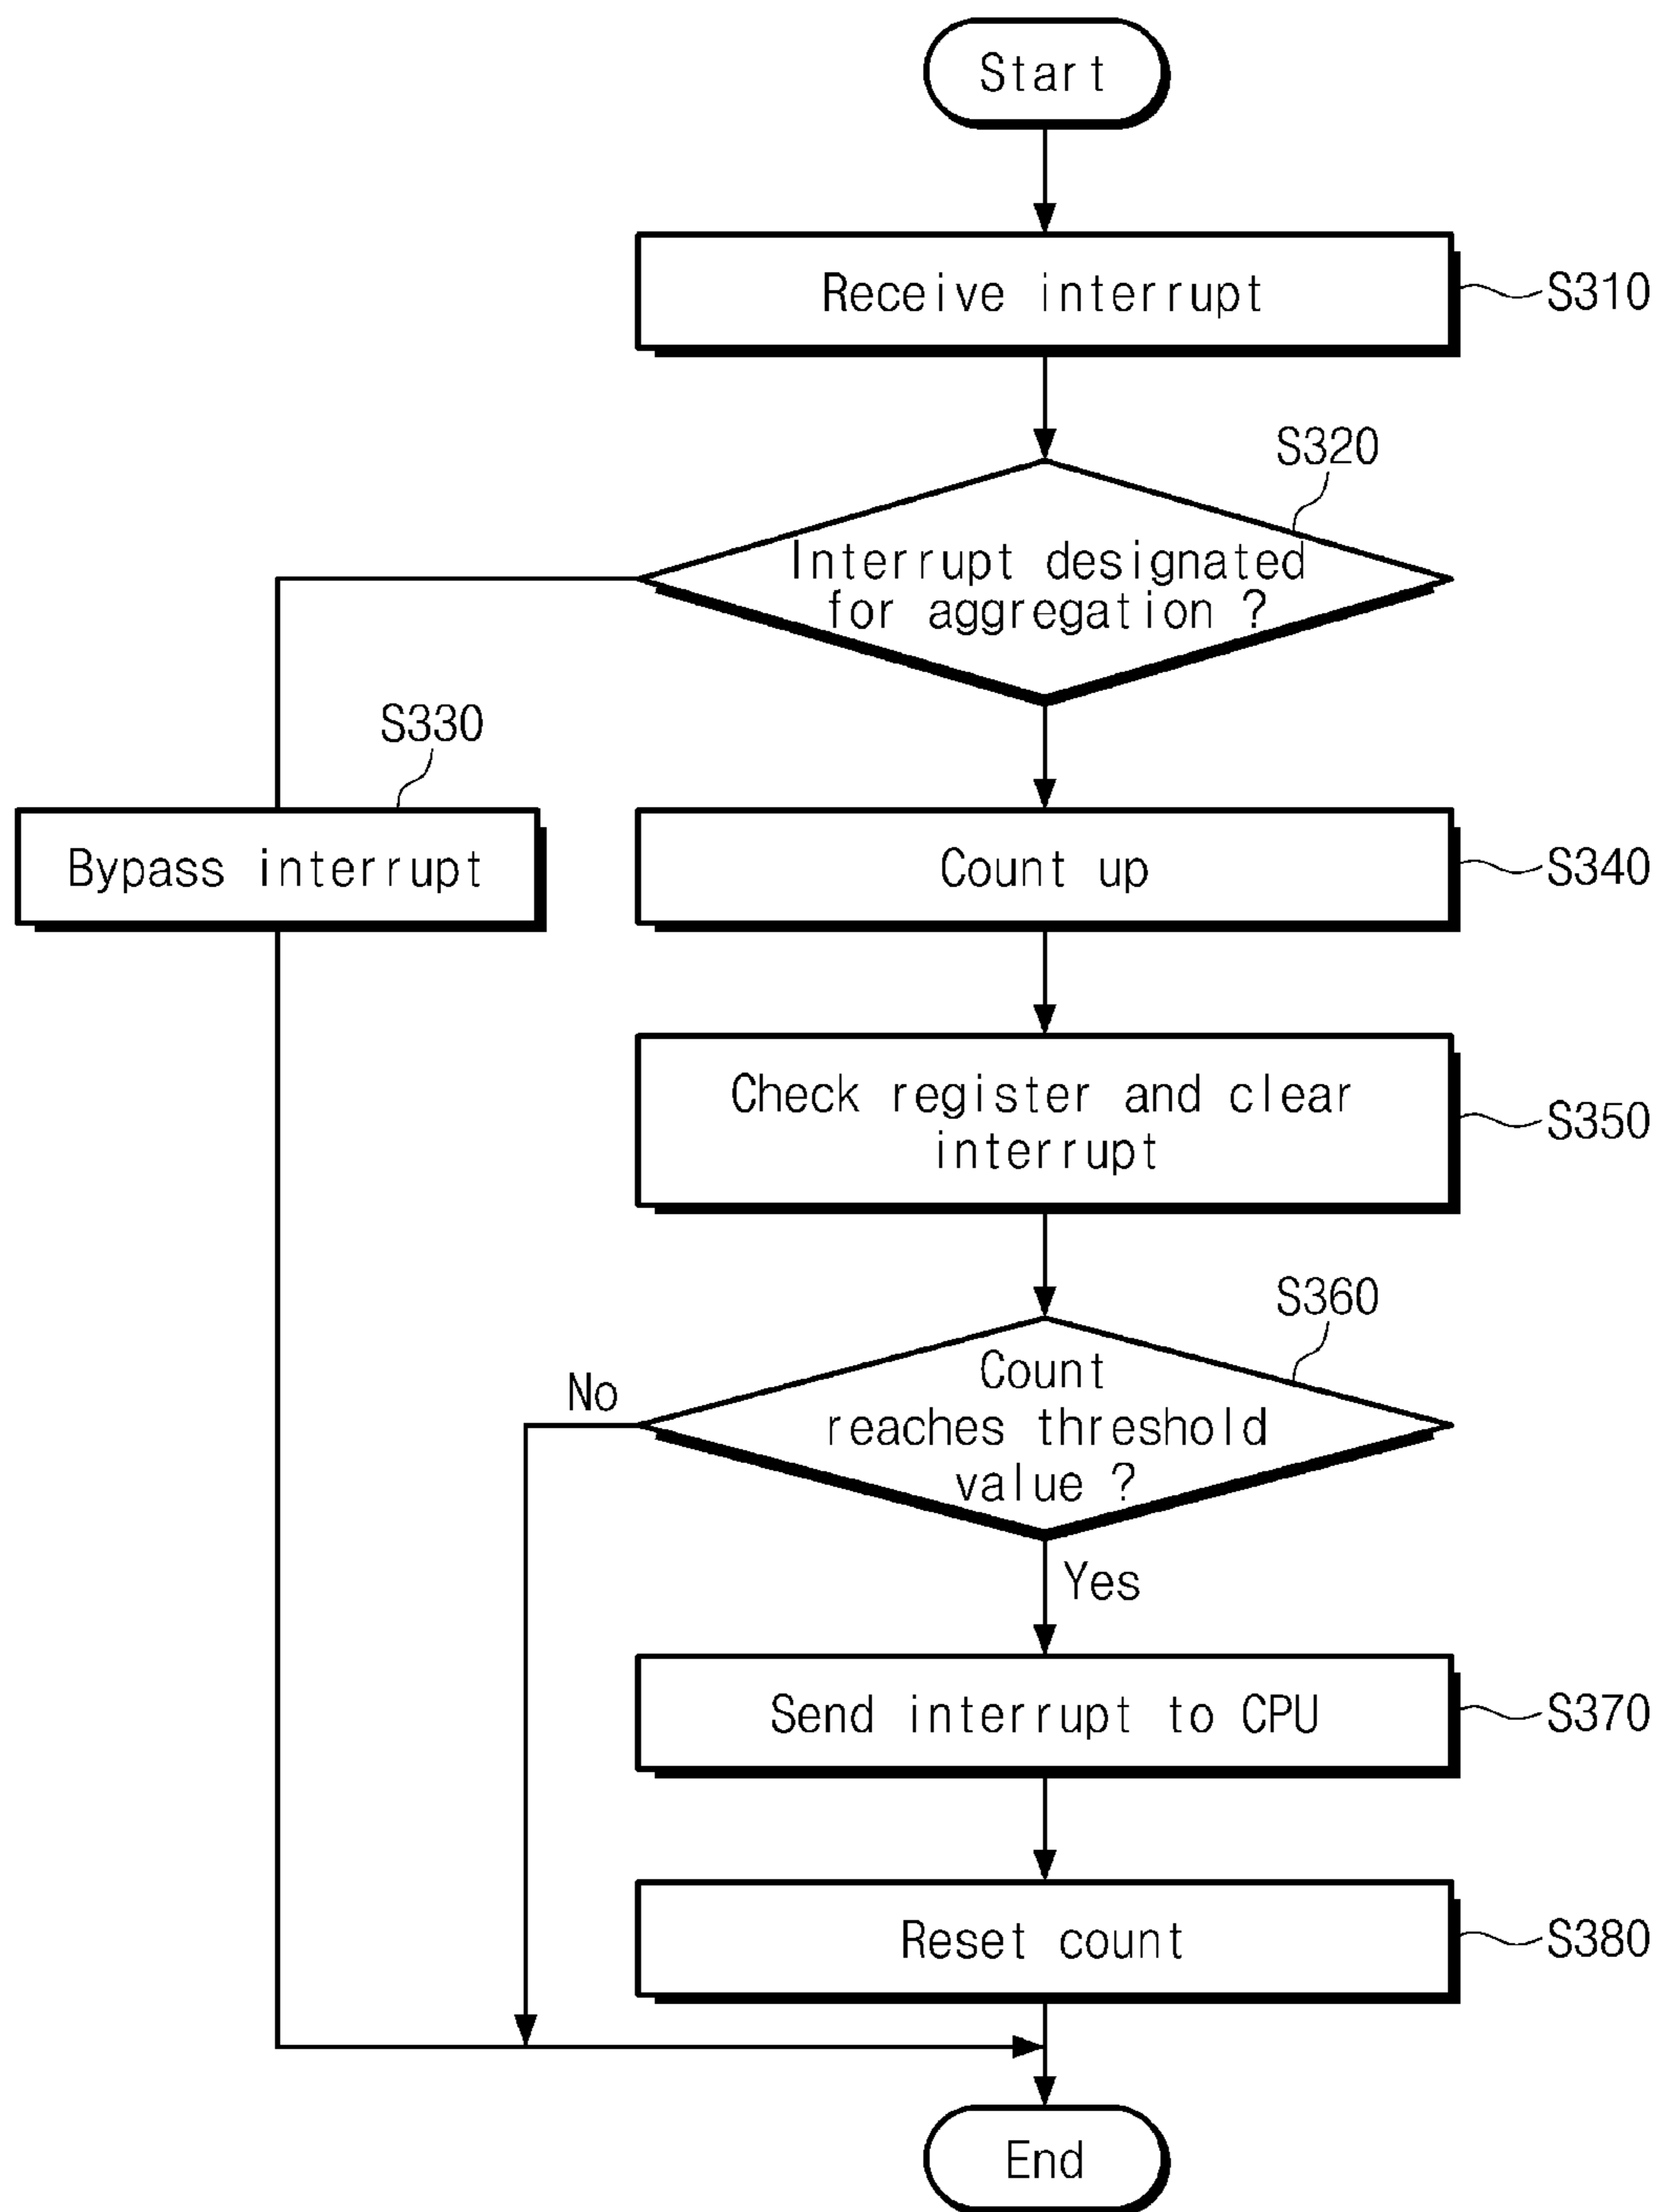 Start
Receive interrupt
S310
S320
Interrupt designated
for aggregation ?
S330
Bypass interrupt
Count up
S340
Check register and clear
interrupt
S350
S360
Count
reaches threshold
value ?
No
Yes
Send interrupt to CPU
S370
Reset count
S380
End